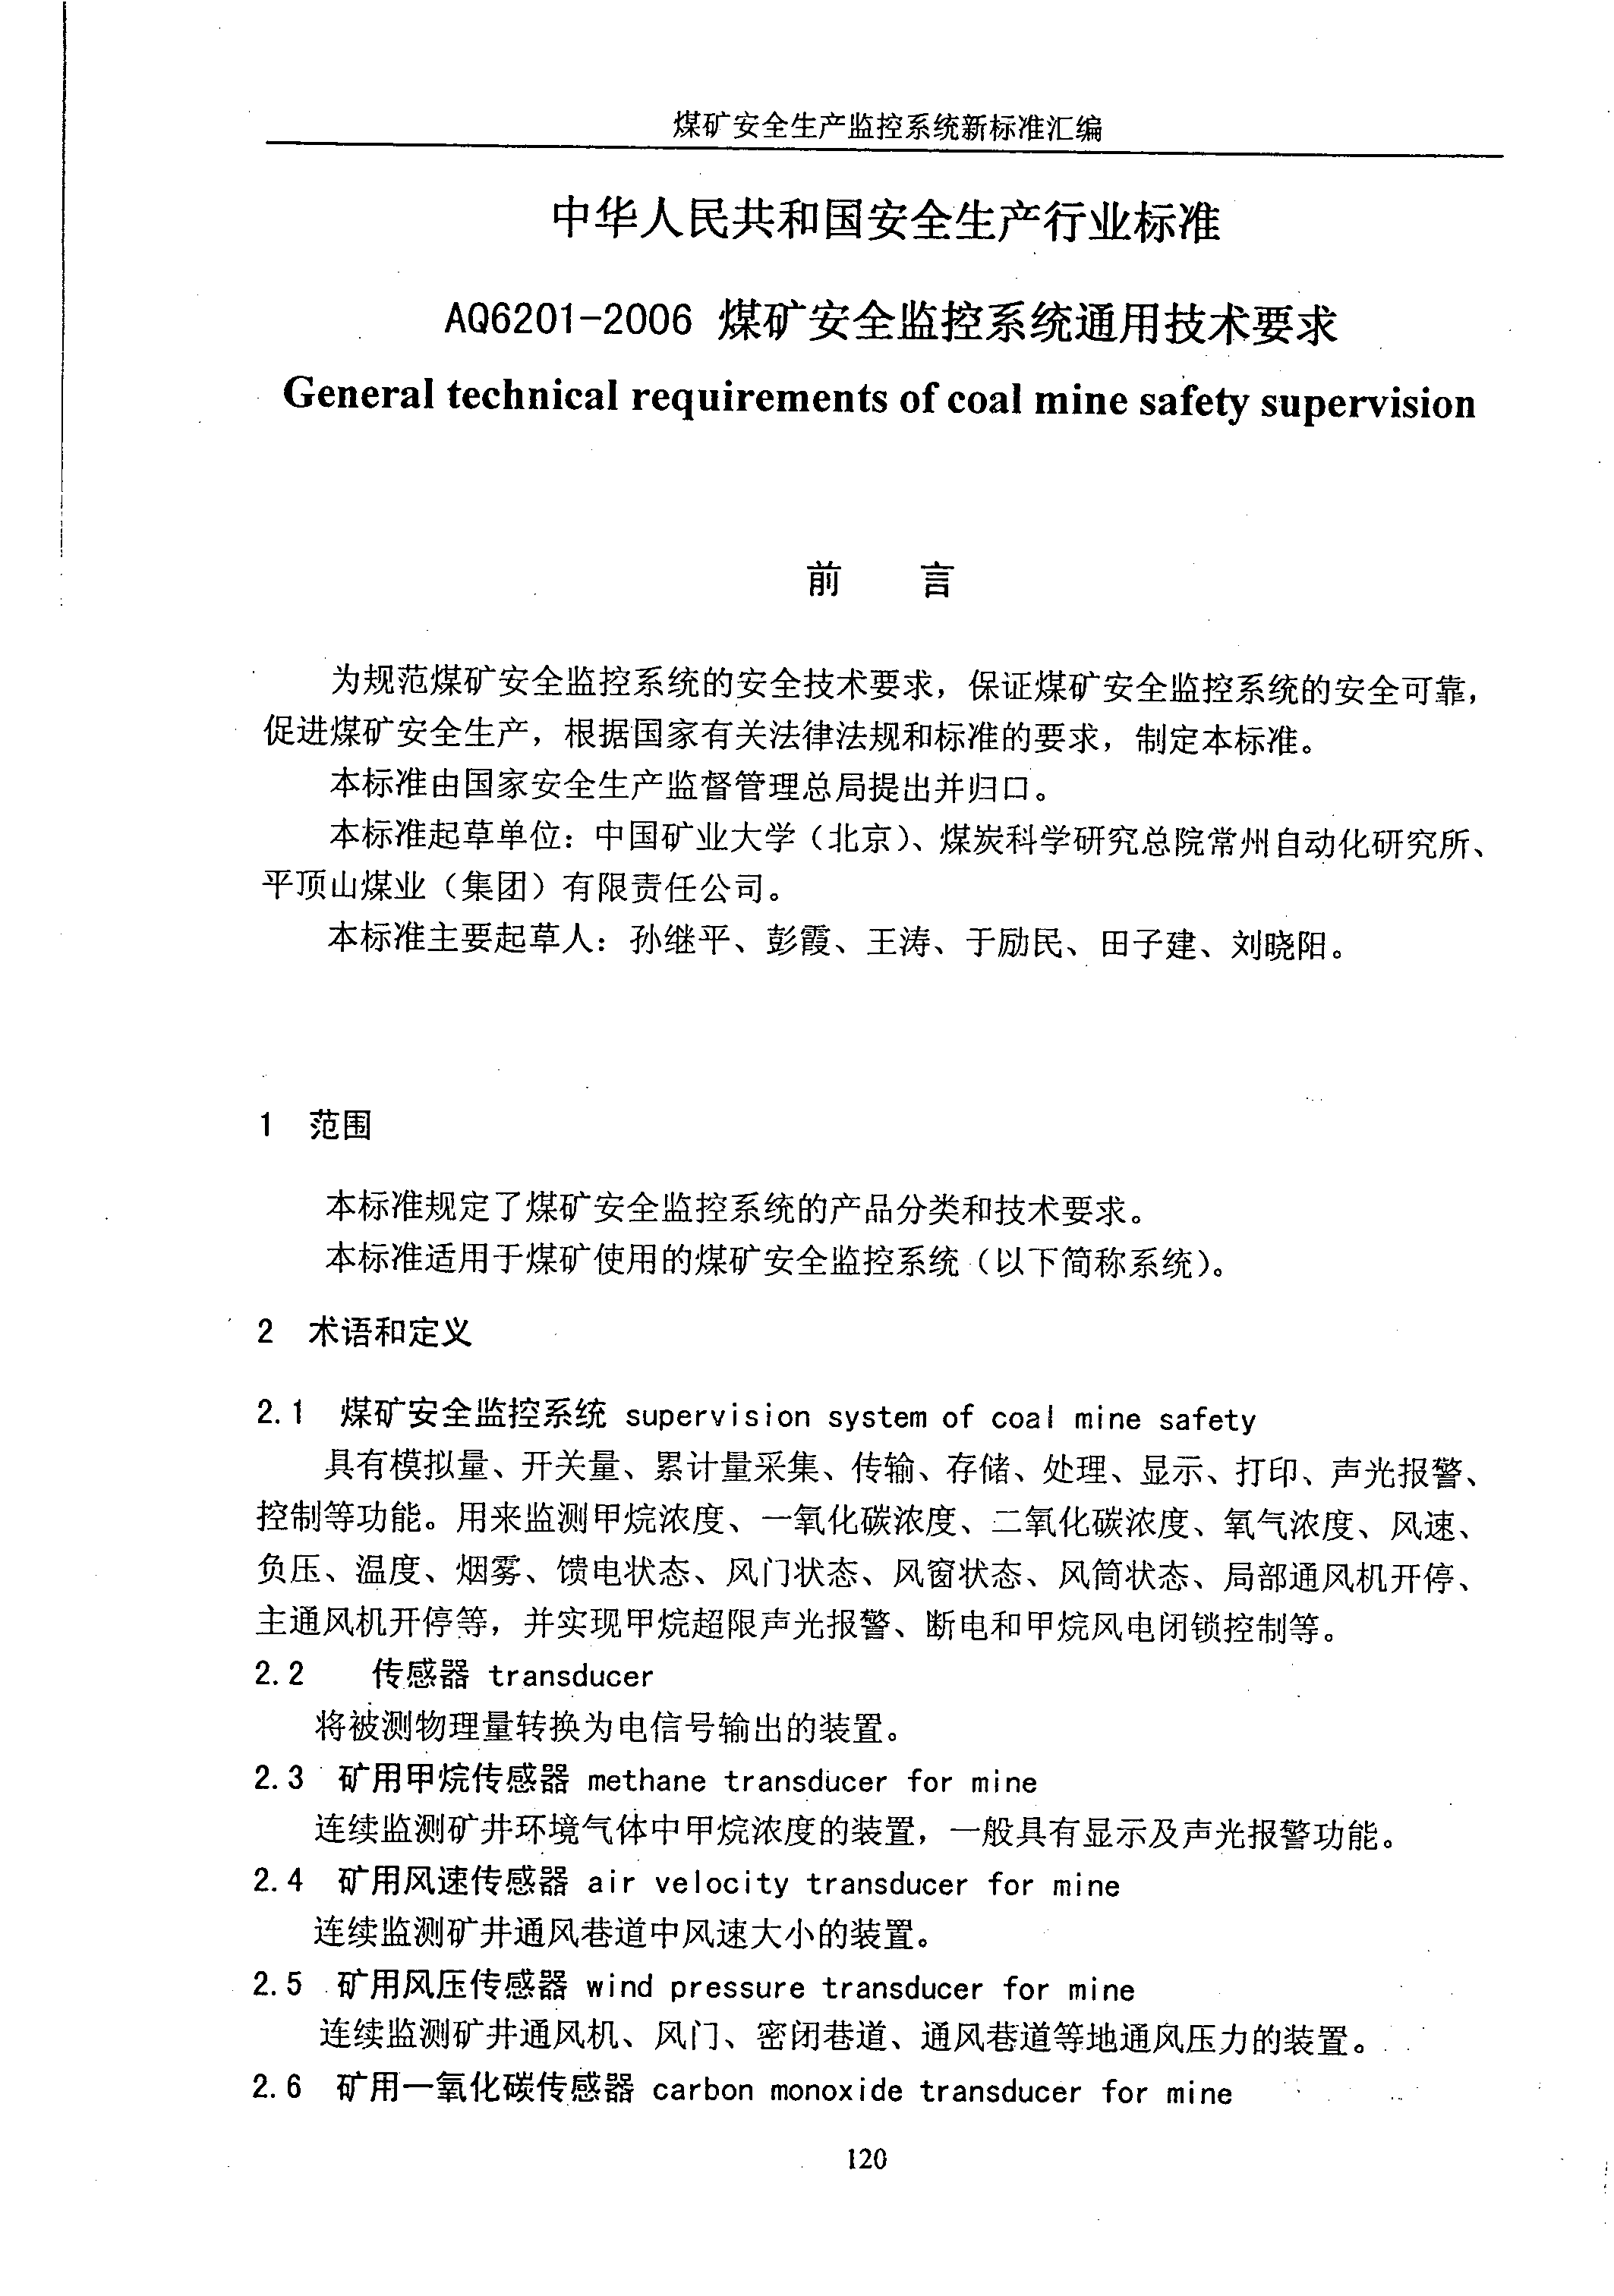 煤矿安全生产监控系统新标准汇编
中华人民共和国安全生产行业标准
AQ6201-2006 煤矿安全监控系统通用技术要求
General technical requirements of coal mine safety supervision
前 言
为规范煤矿安全监控系统的安全技术要求，保证煤矿安全监控系统的安全可靠，
促进煤矿安全生产，根据国家有关法律法规和标准的要求，制定本标准。
本标准由国家安全生产监督管理总局提出并归口。
本标准起草单位：中国矿业大学（北京）、煤炭科学研究总院常州自动化研究所、
平顶山煤业（集团）有限责任公司。
本标准主要起草人：孙继平、彭霞、王涛、于励民、田子建、刘晓阳。
1 范围
本标准规定了煤矿安全监控系统的产品分类和技术要求。
本标准适用于煤矿使用的煤矿安全监控系统（以下简称系统）。
2 术语和定义
2.1 煤矿安全监控系统 supervision system of coal mine safety
具有模拟量、开关量、累计量采集、传输、存储、处理、显示、打印、声光报警、
控制等功能。用来监测甲烷浓度、一氧化碳浓度、二氧化碳浓度、氧气浓度、风速、
负压、温度、烟雾、馈电状态、风门状态、风窗状态、风筒状态、局部通风机开停、
主通风机开停等，并实现甲烷超限声光报警、断电和甲烷风电闭锁控制等。
2.2 传感器 transducer
将被测物理量转换为电信号输出的装置。
2.3 矿用甲烷传感器 methane transducer for mine
连续监测矿井环境气体中甲烷浓度的装置，一般具有显示及声光报警功能。
2.4 矿用风速传感器 air velocity transducer for mine
连续监测矿井通风巷道中风速大小的装置。
2.5 矿用风压传感器 wind pressure transducer for mine
连续监测矿井通风机、风门、密闭巷道、通风巷道等地通风压力的装置。
2.6 矿用一氧化碳传感器 carbon monoxide transducer for mine
120